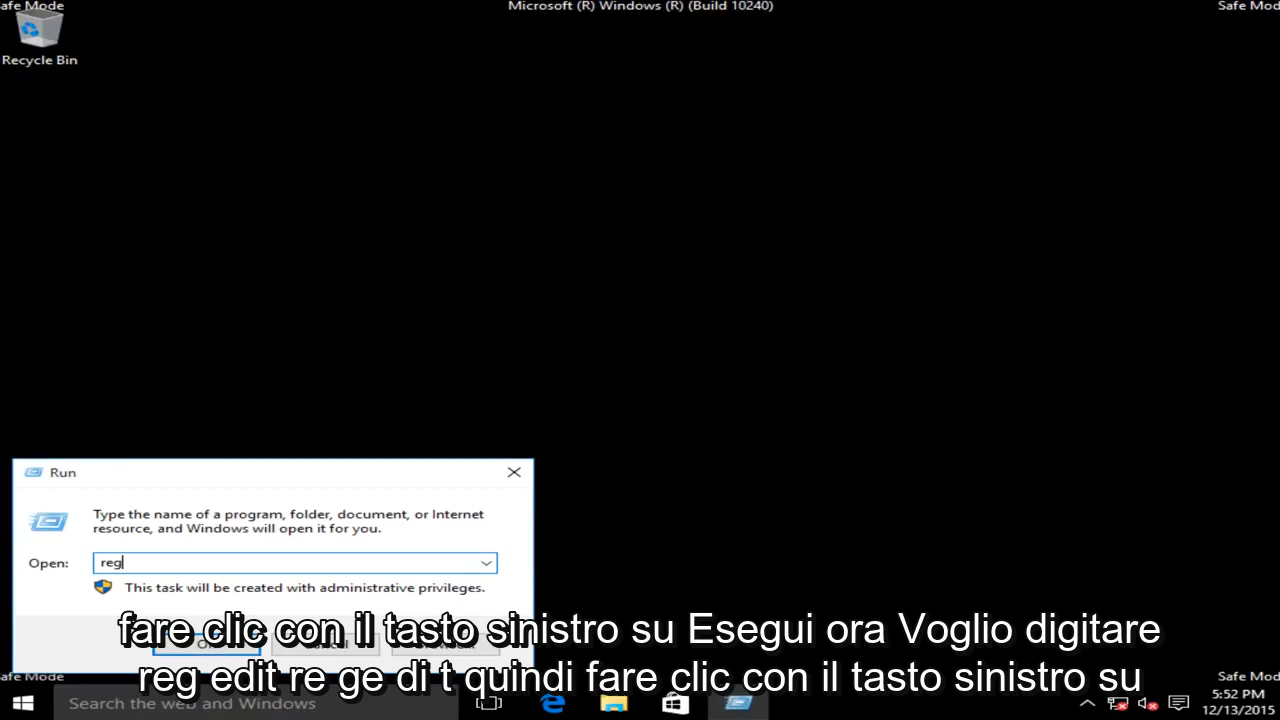 afe Mode
Microsoft (R) Windows (R) (Build 10240)
Safe Mod
Recycle Bin
Run
Type the name of a program, folder, document, or Internet
resource, and Windows will open it for you.
Open:
reg
This task will be created with administrative privileges.
fare clic con il tasto sinistro su Esegui ora Voglio digitare
reg edit re ge di t quindi fare clic con il tasto sinistro su
afe Mode
Safe Mod
Search the web and Windows
5:52 PM
12/13/2015